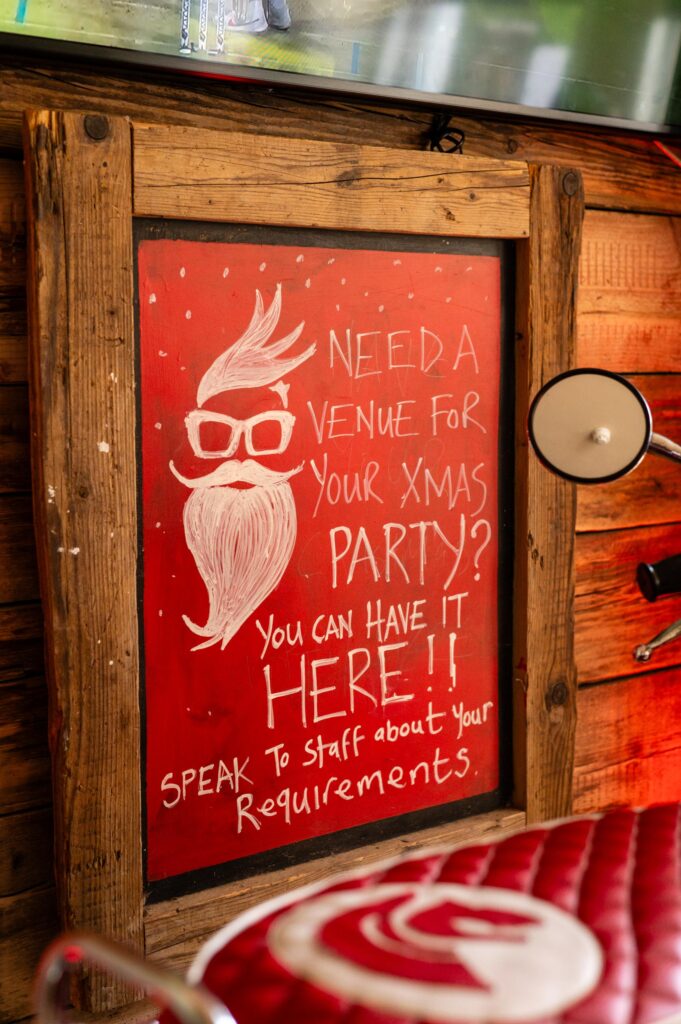 NEED A
VENUE FOR
YOUR XMAS
PARTY?
YOU CAN HAVE IT
HERE!!
SPEAK To Staff about Your
Requirements.